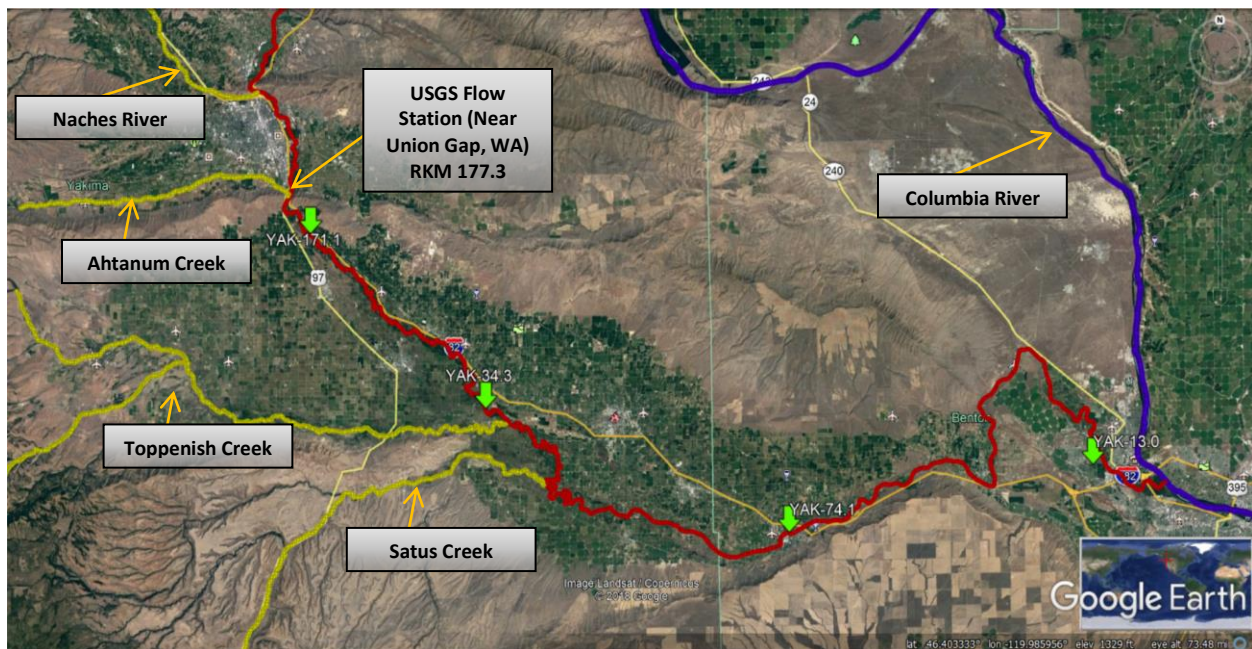 Naches River
USGS Flow
Station (Near
Union Gap, WA)
RKM 177.3
Columbia River
Yakima
Ahtanum Creek
YAK-171.1
97
24
240
82
YAK-34.3
Toppenish Creek
Satus Creek
YAK-74.1
YAK-13.0
82
395
Image Landsat / Copernicus
© 2018 Google
Google Earth
lat 46.403333° lon -119.985956° elev 1329 ft eye alt 73.48 mi
N